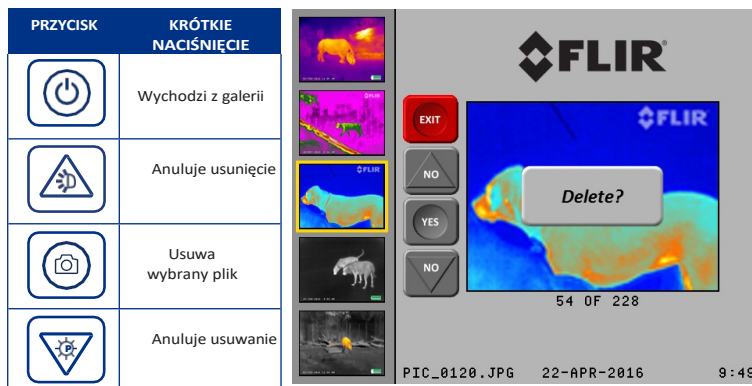 PRZYCISK
KRÓTKIE
NACIŚNIĘCIE
Wychodzi z galerii
Anuluje usunięcie
Usuwa
wybrany plik
P
Anuluje usuwanie
FLIR
EXIT
NO
YES
NO
FLIR
Delete?
54 OF 228
PIC_0120.JPG 22-APR-2016 9:49